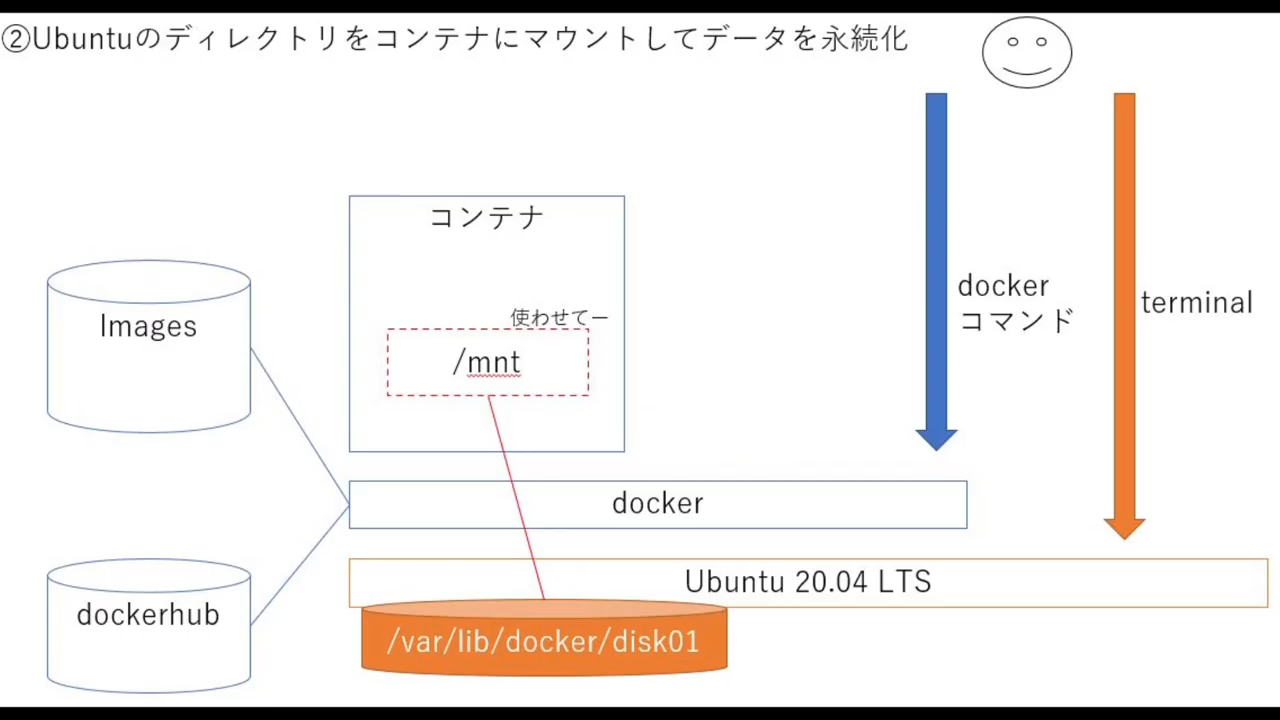 ②Ubuntuのディレクトリをコンテナにマウントしてデータを永続化
コンテナ
使わせてー
/mnt
Images
docker
コマンド
terminal
docker
Ubuntu 20.04 LTS
dockerhub
/var/lib/docker/disk01